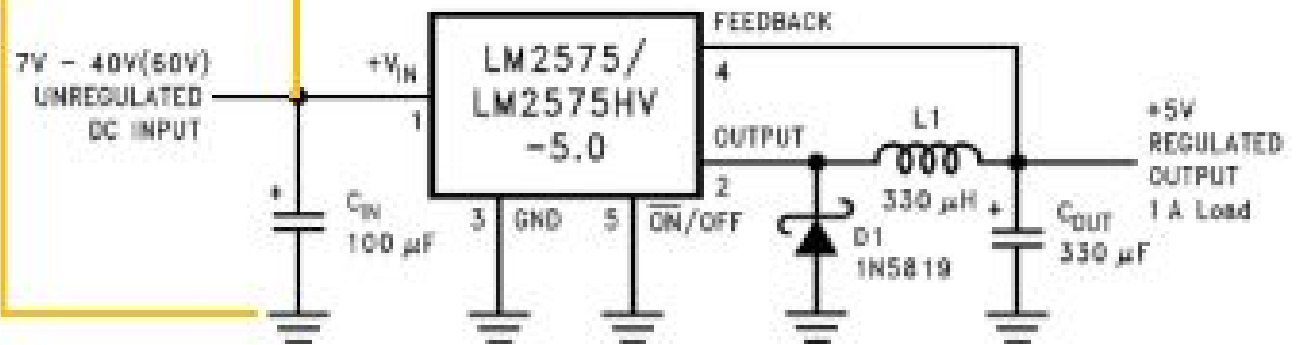 FEEDBACK
7V - 40V(60V)
UNREGULATED
DC INPUT
+VIN
1
LM2575/
LM2575HV
-5.0
4
OUTPUT
2
L1
330 μH
+5V
REGULATED
OUTPUT
1A Load
+
CIN
100 μF
3 GND
5 ON/OFF
D1
1N5819
+
COUT
330 μF